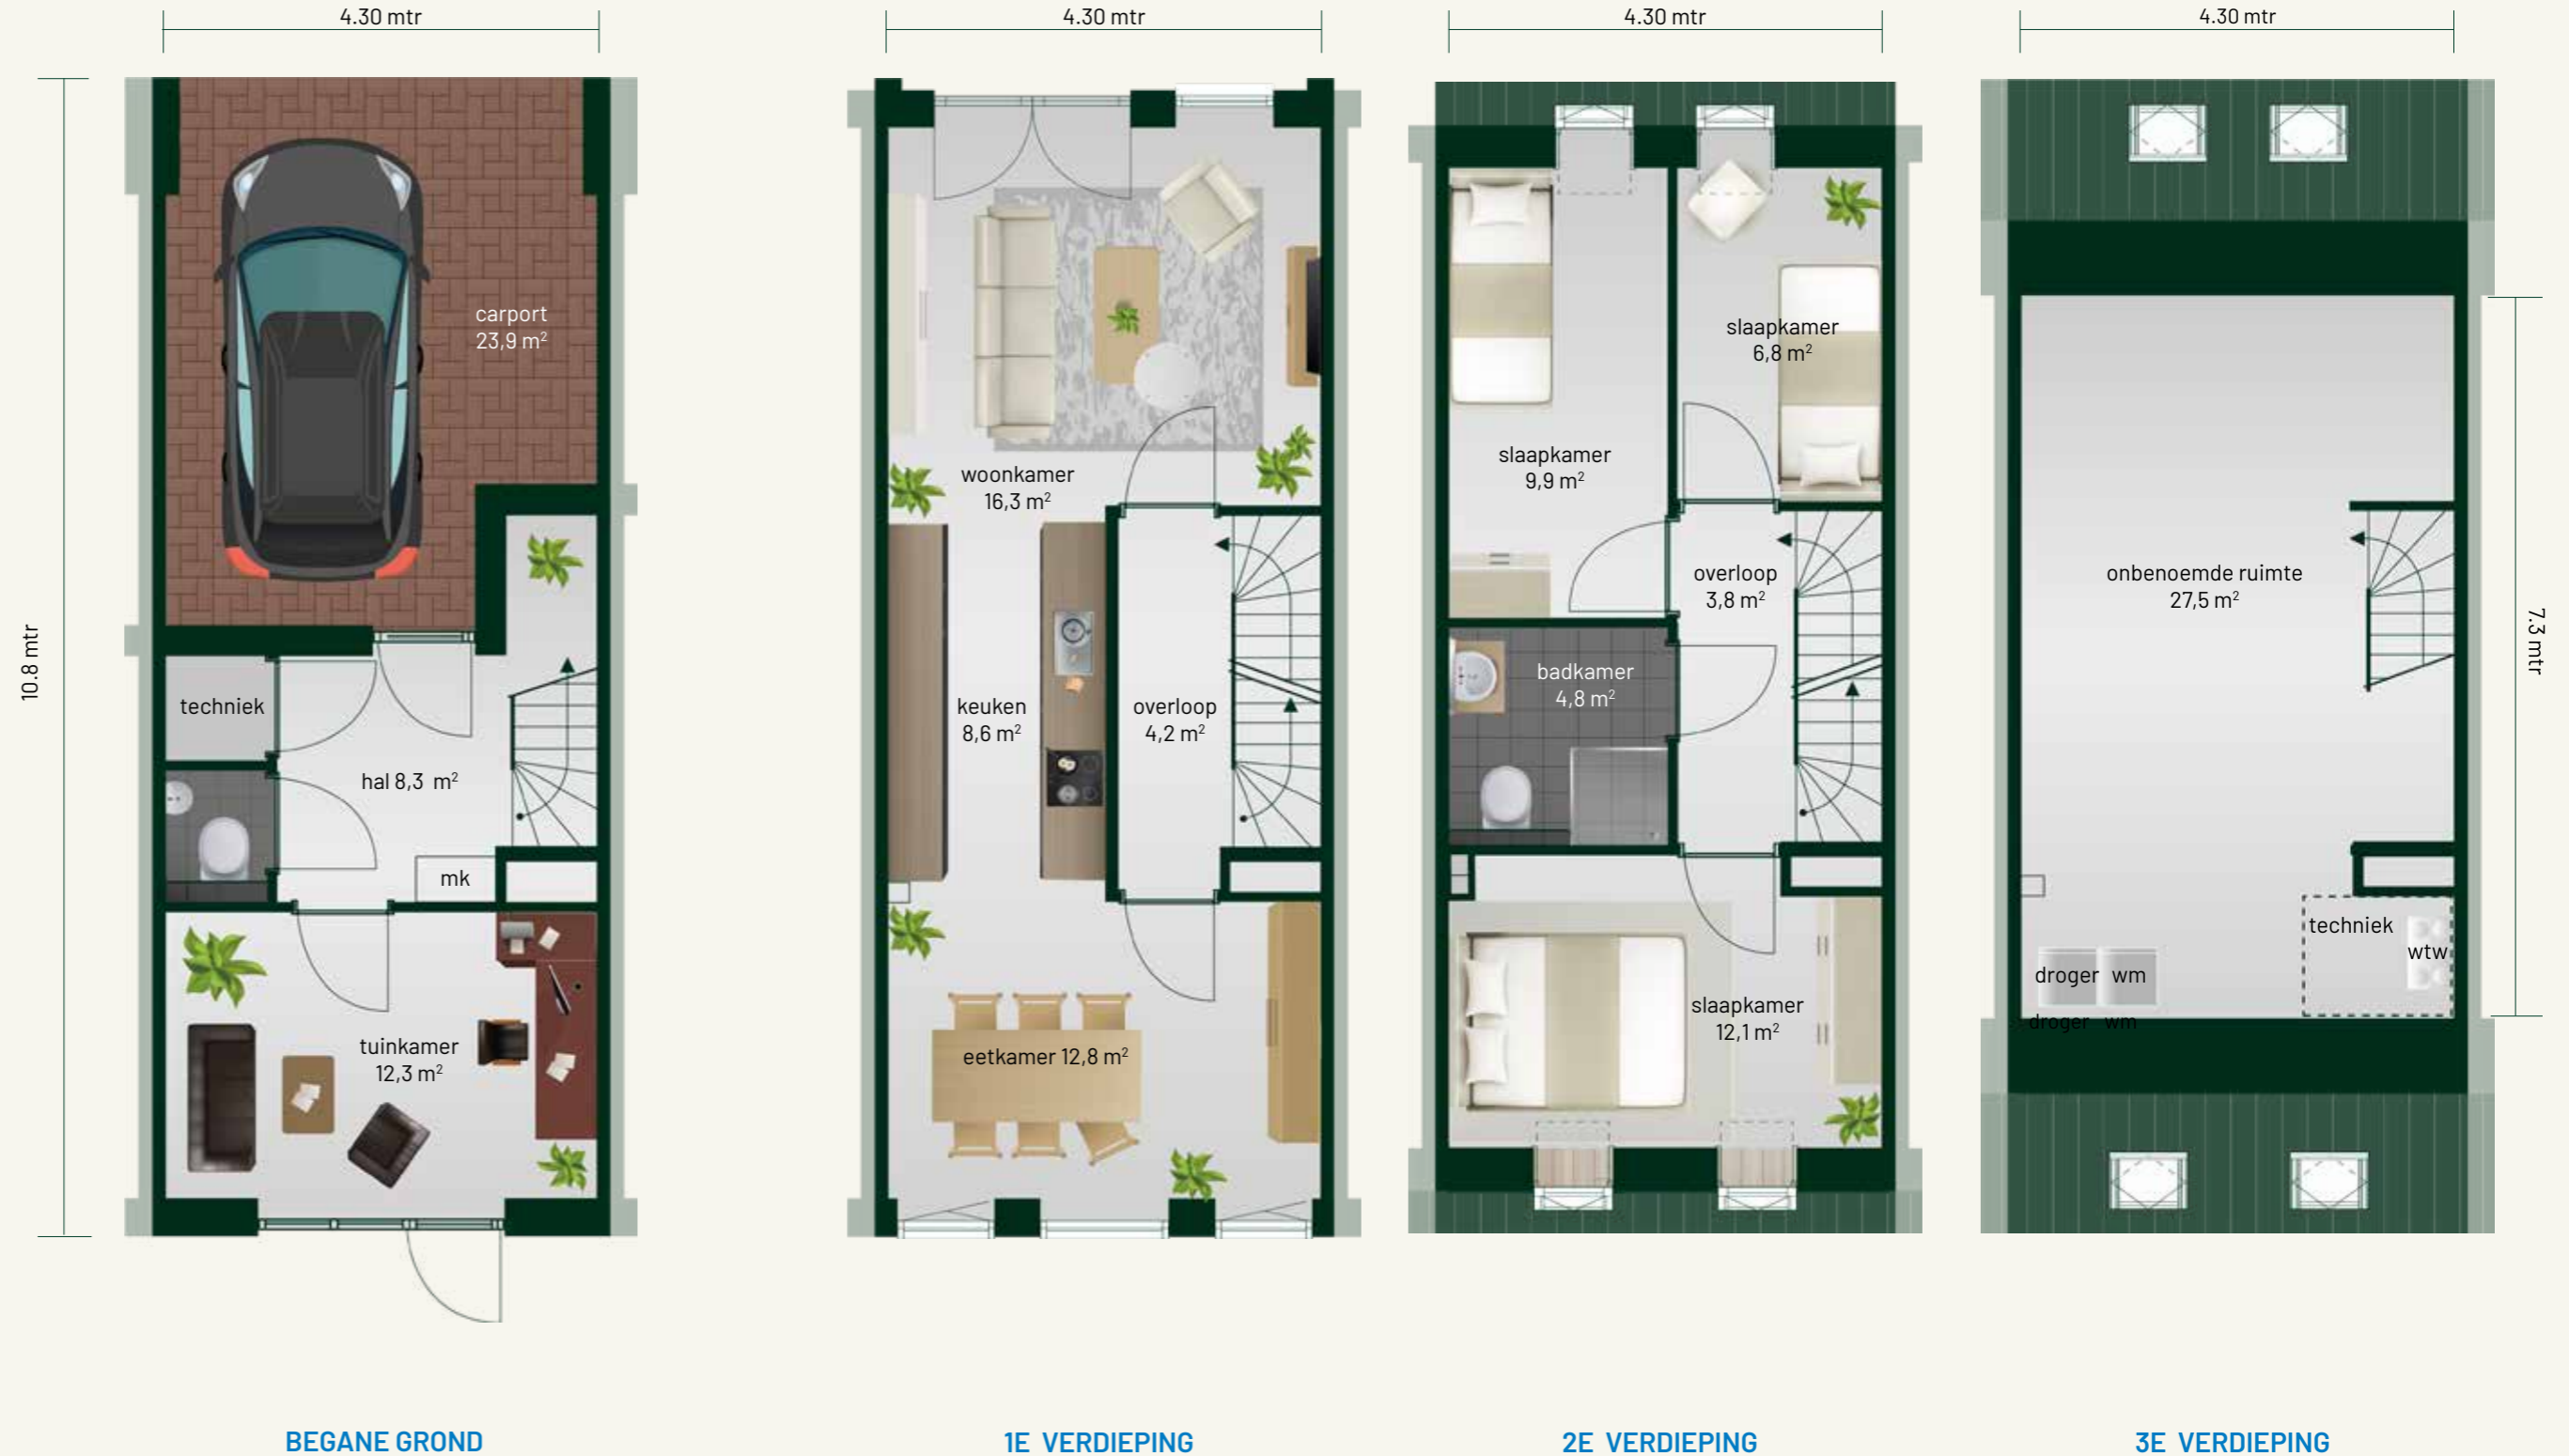 4.30 mtr
4.30 mtr
4.30 mtr
4.30 mtr
10.8 mtr
carport
23,9 m²
techniek
hal 8,3 m²
mk
tuinkamer
12,3 m²
BEGANE GROND
woonkamer
16,3 m²
keuken
8,6 m²
overloop
4,2 m²
eetkamer 12,8 m²
1E VERDIEPING
slaapkamer
6,8 m²
slaapkamer
9,9 m²
overloop
3,8 m²
badkamer
4,8 m²
slaapkamer
12,1 m²
2E VERDIEPING
onbenoemde ruimte
27,5 m²
7.3 mtr
techniek
wtw
droger wm
droger wm
3E VERDIEPING